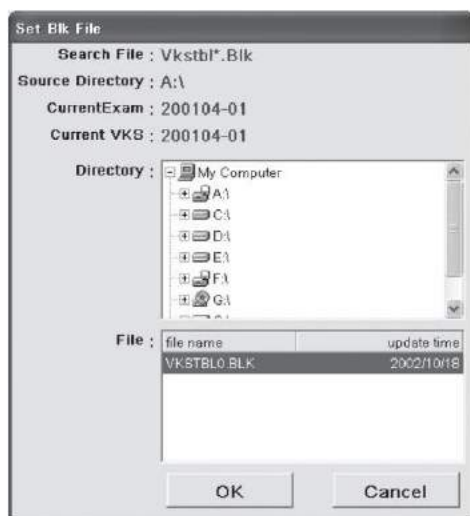 Set Blk File
Search File : Vkstbl*.Blk
Source Directory : A:\
CurrentExam : 200104-01
Current VKS : 200104-01
Directory :
My Computer
A:\
C:\
D:\
E:\
F:\
G:\
File :
file name update time
VKSTBL0.BLK 2002/10/18
OK Cancel